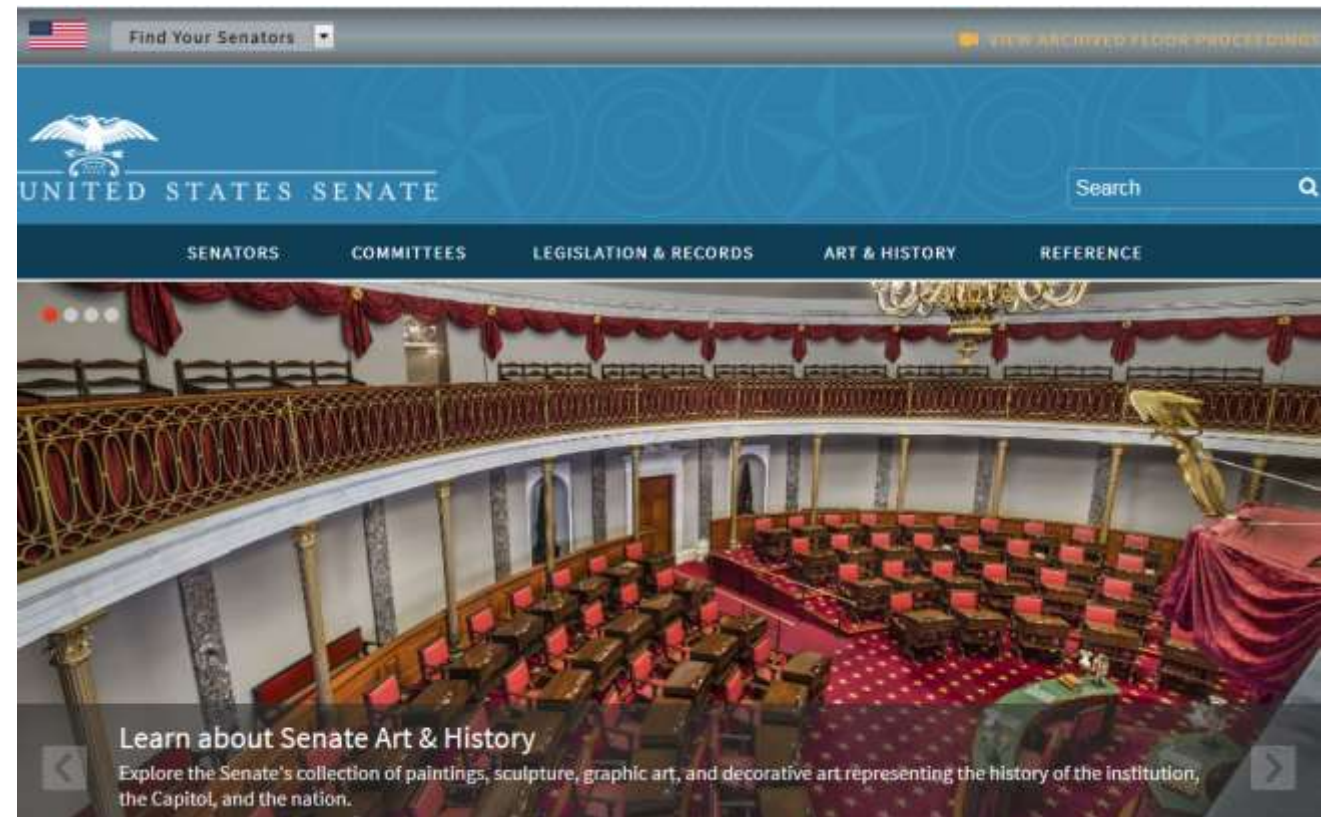 Find Your Senators
VIEW ARCHIVED FLOOR PROCEEDINGS
UNITED STATES SENATE
Search
SENATORS COMMITTEES LEGISLATION & RECORDS ART & HISTORY REFERENCE
Learn about Senate Art & History
Explore the Senate's collection of paintings, sculpture, graphic art, and decorative art representing the history of the institution,
the Capitol, and the nation.